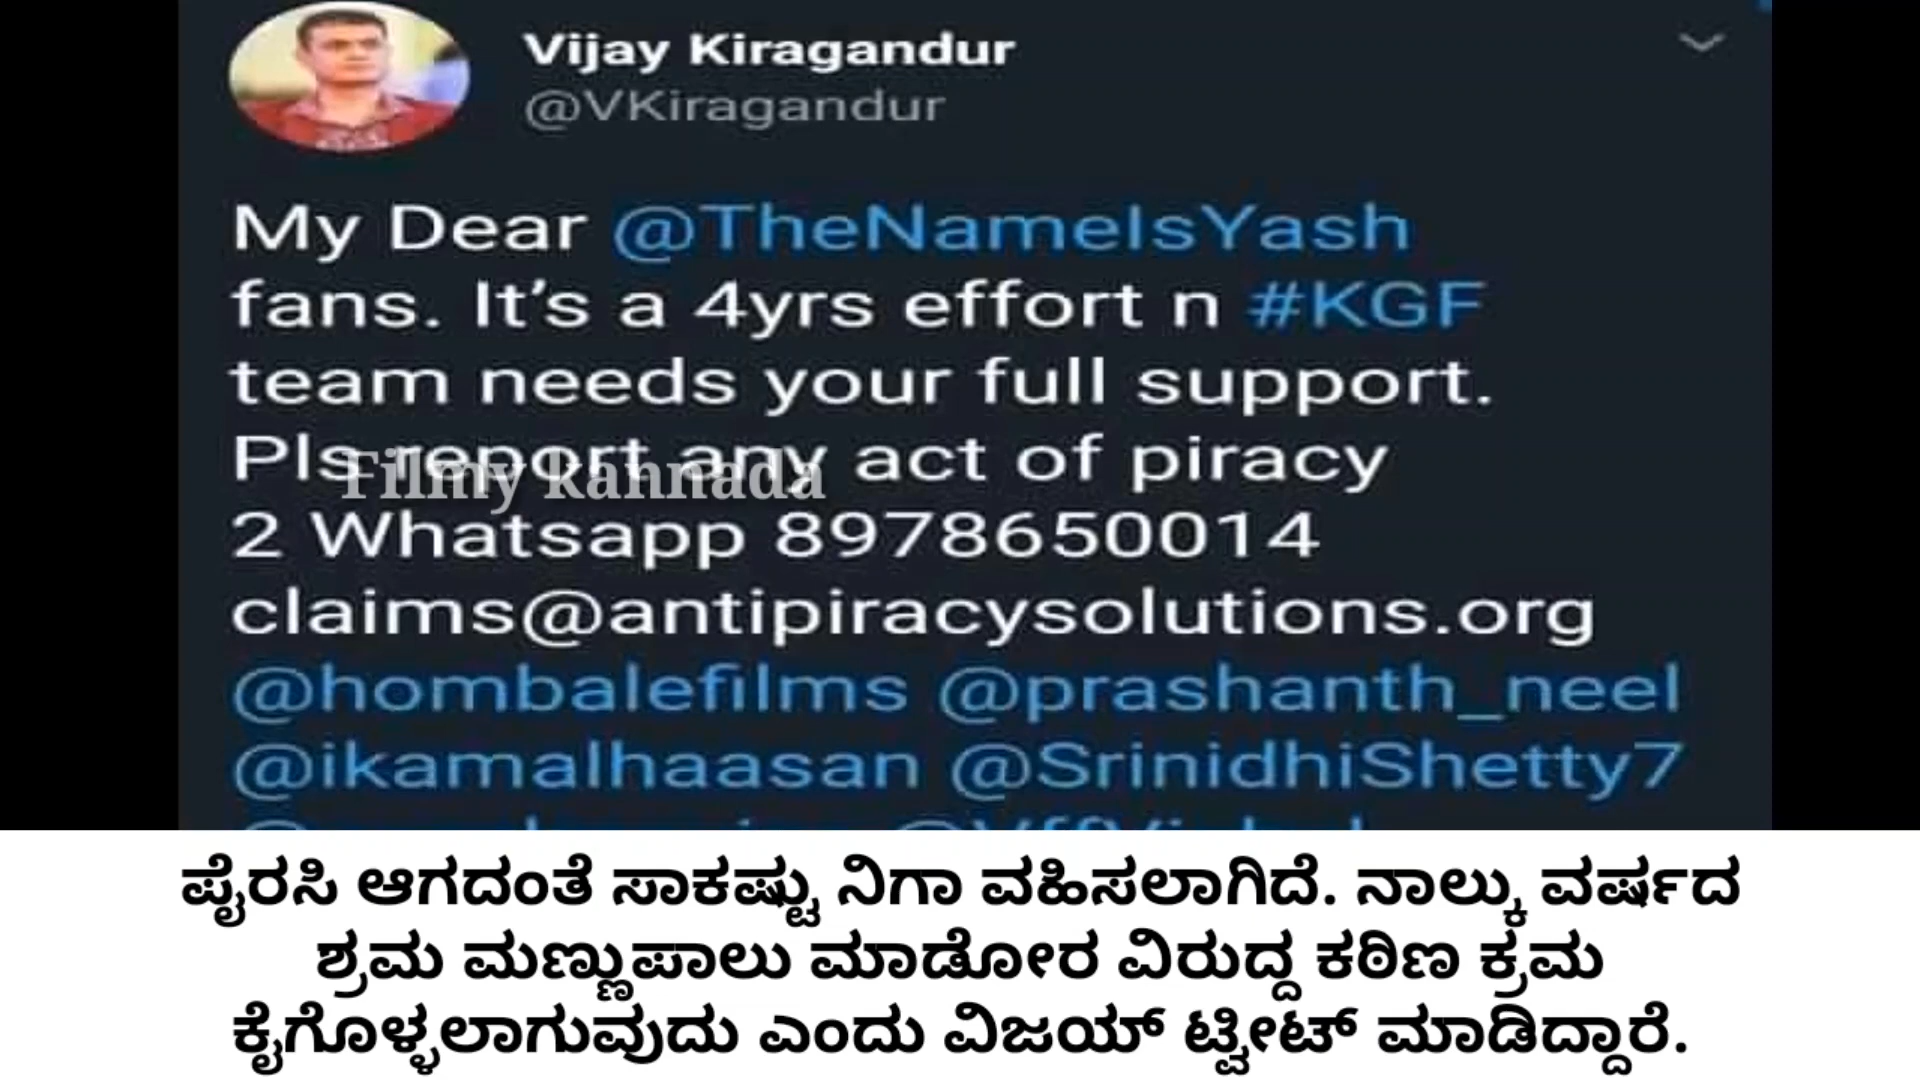 Vijay Kiragandur
@VKiragandur
My Dear @TheNameIsYash
fans. It’s a 4yrs effort n #KGF
team needs your full support.
Pls report any act of piracy
Filmy kannada
2 Whatsapp 8978650014
claims@antipiracysolutions.org
@hombalefilms @prashanth_neel
@ikamalhaasan @SrinidhiShetty7
ಪೈರಸಿ ಆಗದಂತೆ ಸಾಕಷ್ಟು ನಿಗಾ ವಹಿಸಲಾಗಿದೆ. ನಾಲ್ಕು ವರ್ಷದ
ಶ್ರಮ ಮಣ್ಣುಪಾಲು ಮಾಡೋರ ವಿರುದ್ದ ಕಠಿಣ ಕ್ರಮ
ಕೈಗೊಳ್ಳಲಾಗುವುದು ಎಂದು ವಿಜಯ್ ಟ್ವೀಟ್ ಮಾಡಿದ್ದಾರೆ.